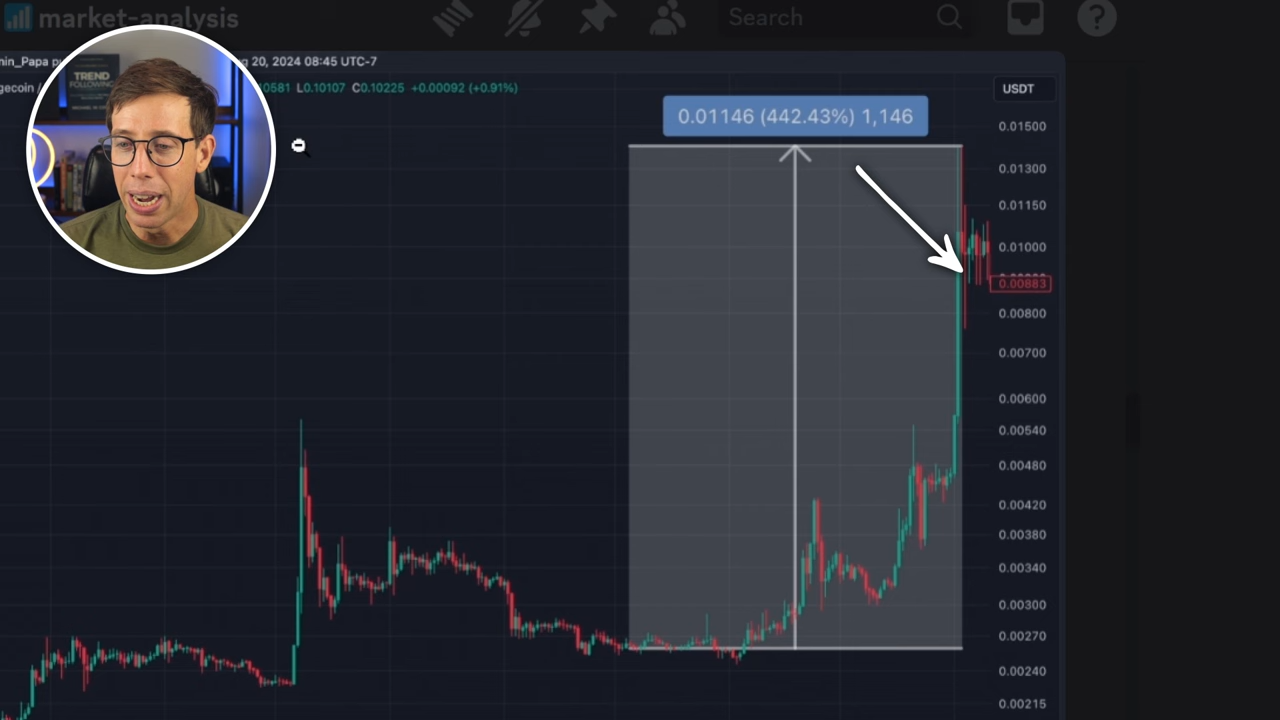 market-analysis
Search
?
min_Papa
20, 2024 08:45 UTC-7
L0.10107 C0.10225 +0.00092 (+0.91%)
USDT
TREND
FOLLOWING
0.01146 (442.43%) 1,146
0.01500
0.01300
0.01150
0.01000
0.00883
0.00800
0.00700
0.00600
0.00540
0.00480
0.00420
0.00380
0.00340
0.00300
0.00270
0.00240
0.00215